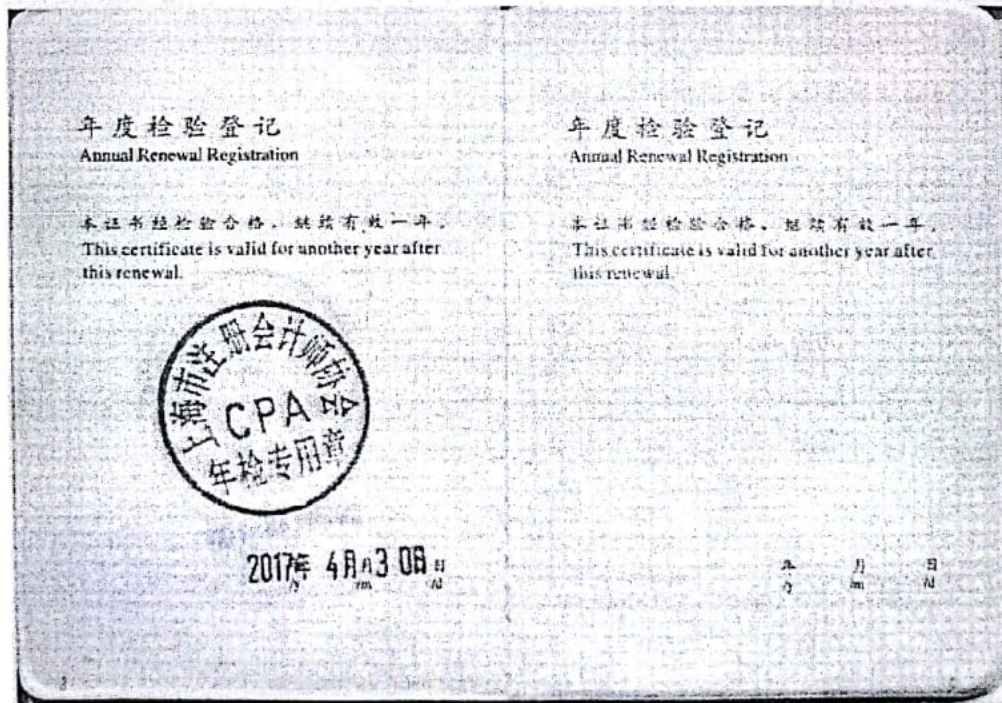 年度检验登记
Annual Renewal Registration
本证书经检验合格，继续有效一年。
This certificate is valid for another year after
this renewal.
上海市注册会计师协会
CPA
年检专用章
2017年 4月 月 30日 日
/y /m /d
年度检验登记
Annual Renewal Registration
本证书经检验合格，继续有效一年。
This certificate is valid for another year after
this renewal.
年 月 日
/y /m /d